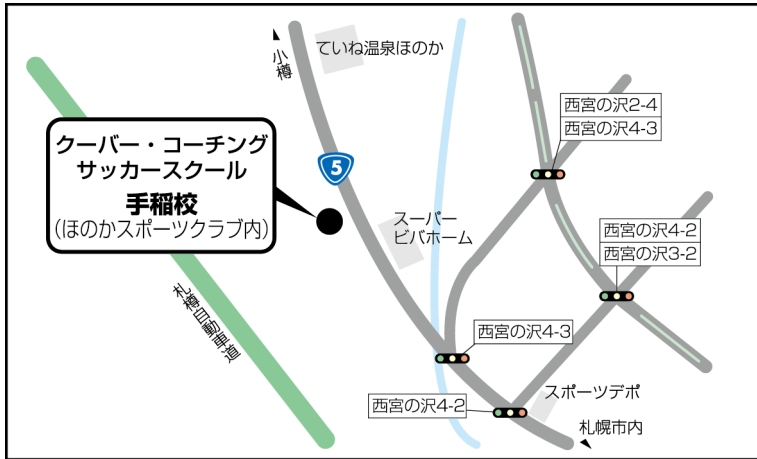 小樽
ていね温泉ほのか
西宮の沢2-4
西宮の沢4-3
クーバー・コーチング
サッカースクール
手稲校
(ほのかスポーツクラブ内)
5
スーパー
ビバホーム
西宮の沢4-2
西宮の沢3-2
札樽自動車道
西宮の沢4-3
西宮の沢4-2
スポーツデポ
札幌市内